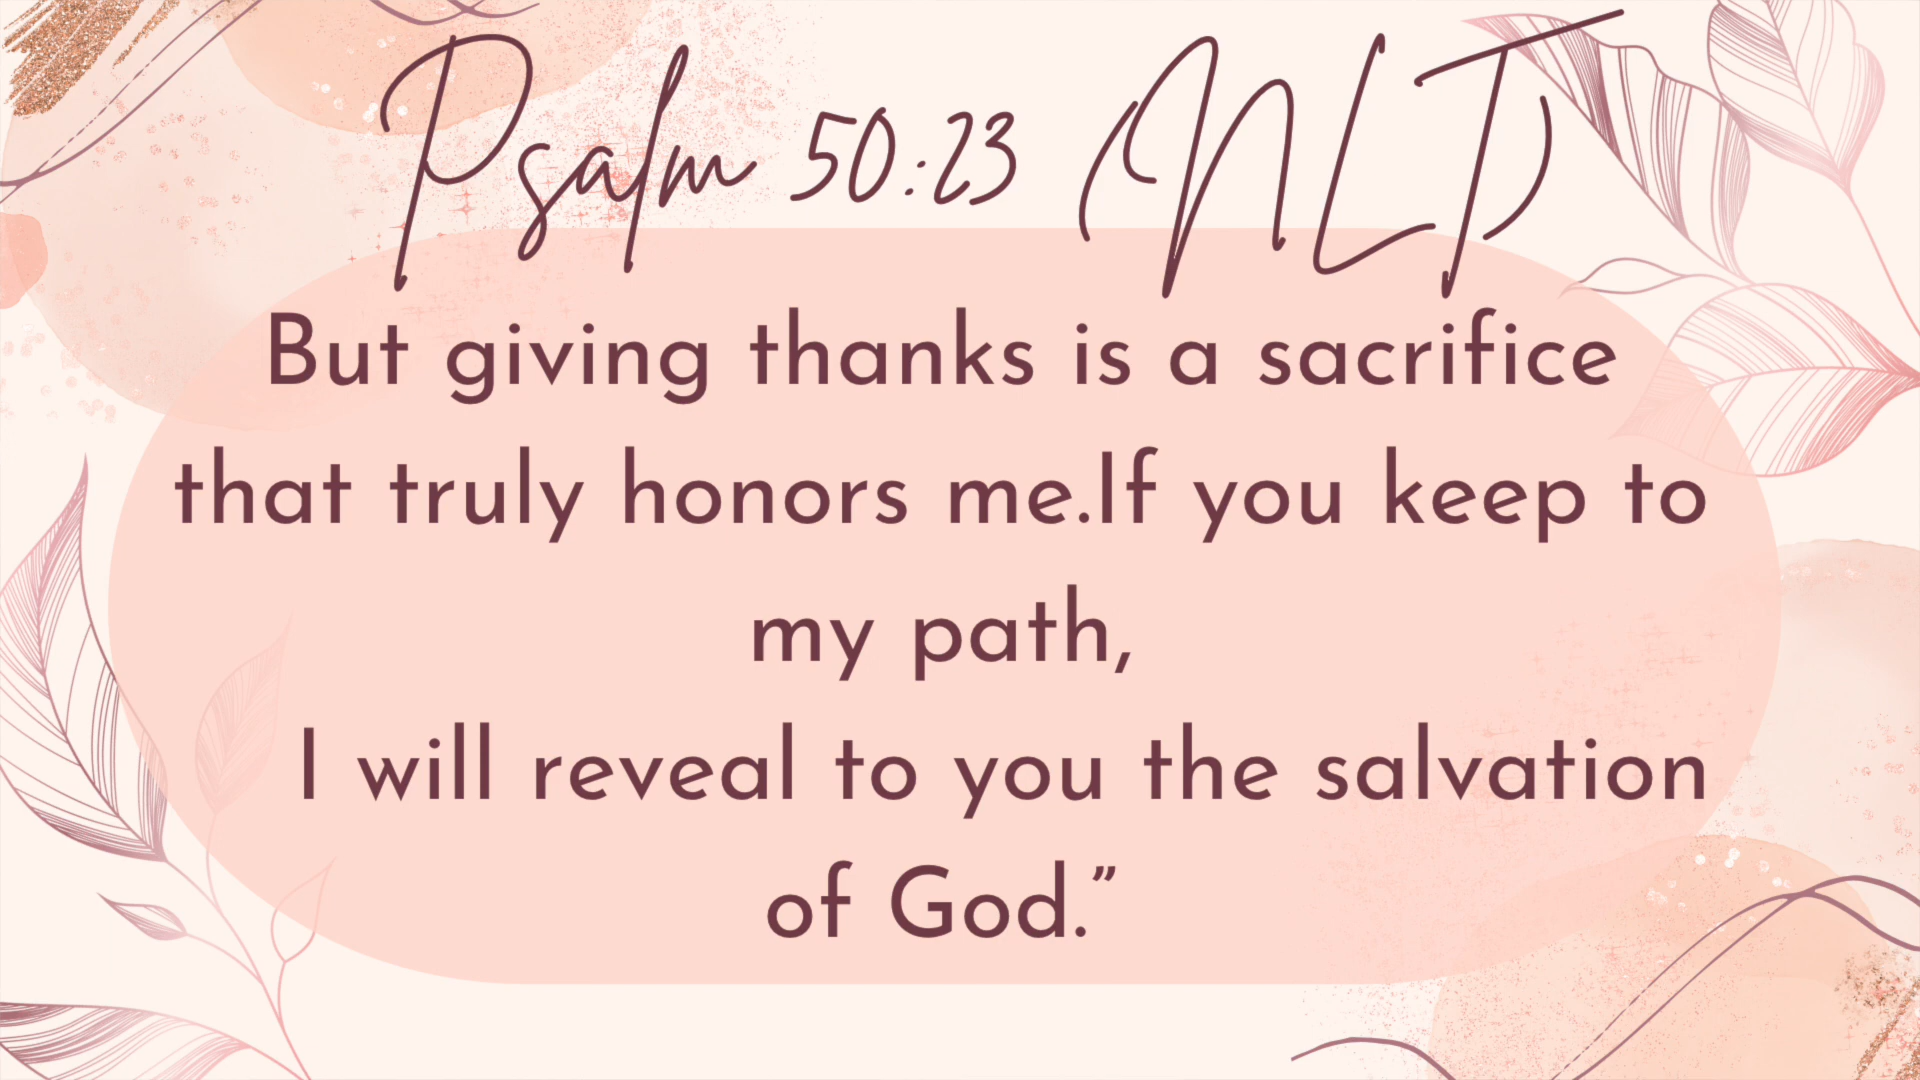 Psalm 50:23 (NLT)
But giving thanks is a sacrifice
that truly honors me.If you keep to
my path,
I will reveal to you the salvation
of God.”